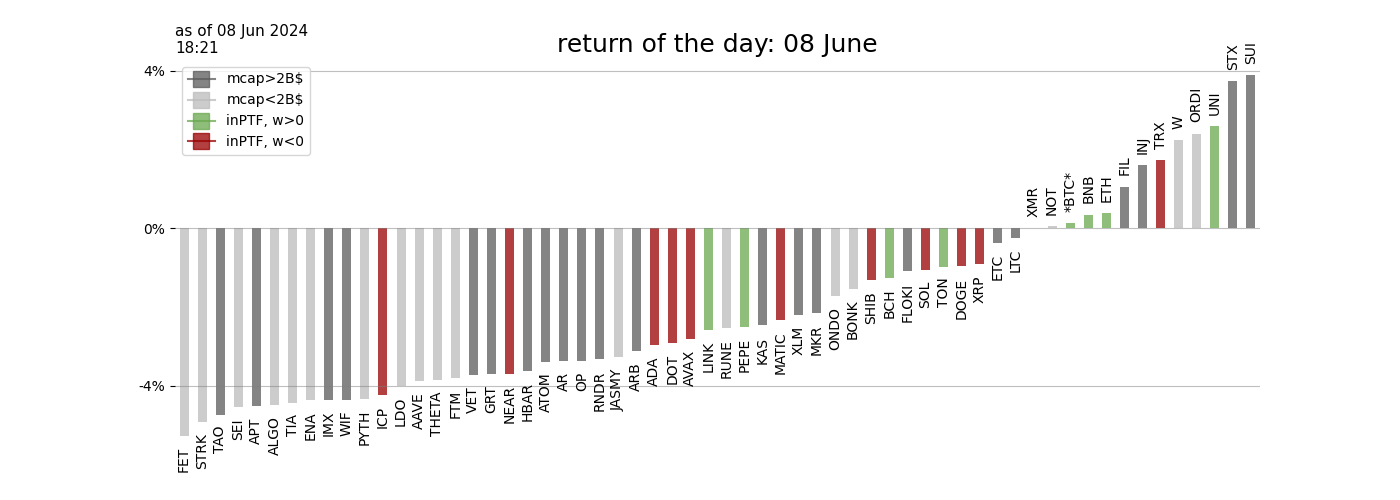 as of 08 Jun 2024
18:21
return of the day: 08 June
mcap>2B$
mcap<2B$
inPTF, w>0
inPTF, w<0
4%
0%
-4%
FET
STRK
TAO
SEI
APT
ALGO
TIA
ENA
IMX
WIF
PYTH
ICP
LDO
AAVE
THETA
FTM
VET
GRT
NEAR
HBAR
ATOM
AR
OP
RNDR
JASMY
ARB
ADA
DOT
AVAX
LINK
RUNE
PEPE
KAS
MATIC
XLM
MKR
ONDO
BONK
SHIB
BCH
FLOKI
SOL
TON
DOGE
XRP
ETC
LTC
XMR
NOT
*BTC*
BNB
ETH
FIL
INJ
TRX
W
ORDI
UNI
STX
SUI